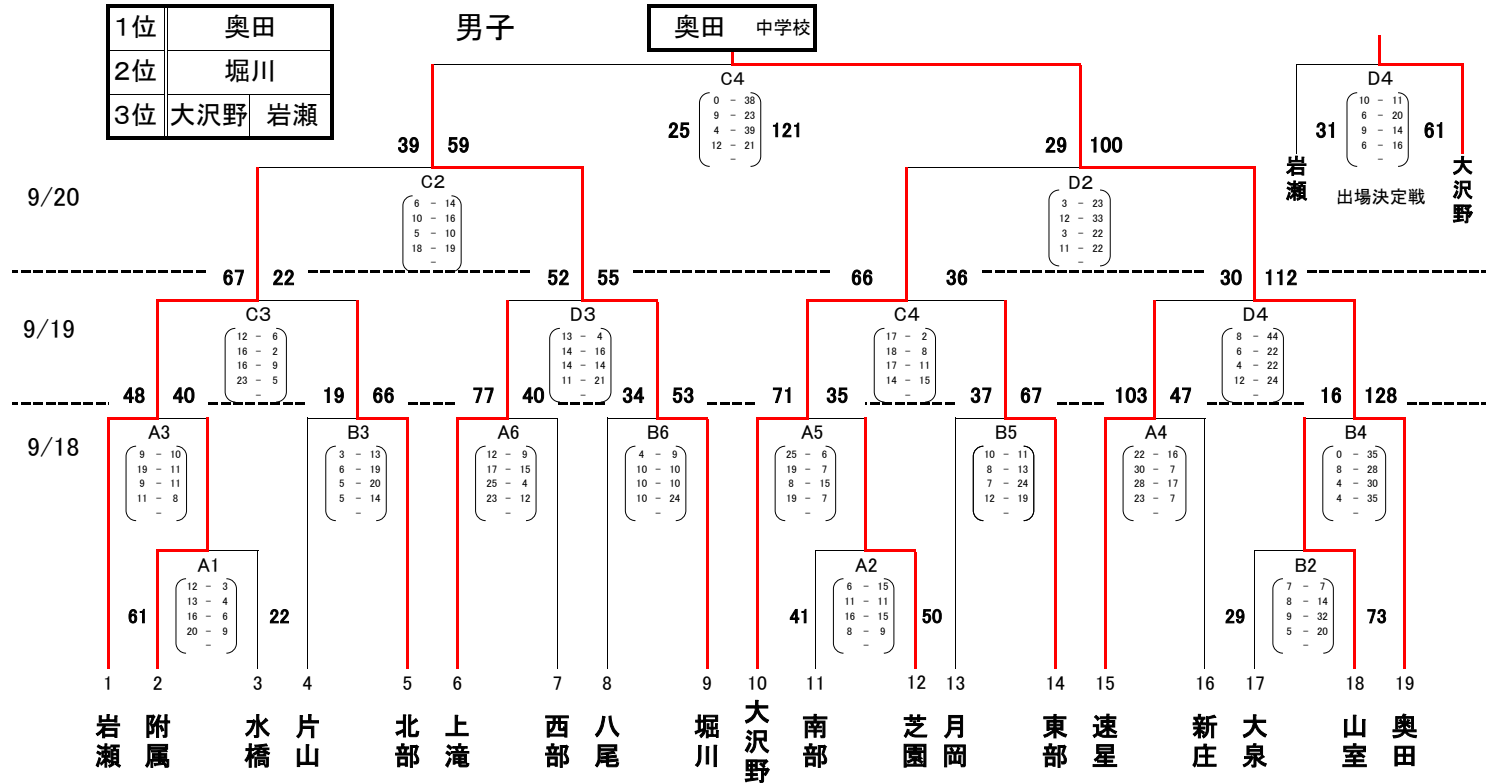 1位 奥田
2位 堀川
3位 大沢野 岩瀬
男子
奥田 中学校
C4
0 - 38
9 - 23
4 - 39
12 - 21
-
25 121
D4
10 - 11
6 - 20
9 - 14
6 - 16
-
31 61
岩瀬
大沢野
出場決定戦
39 59
29 100
9/20
C2
6 - 14
10 - 16
5 - 10
18 - 19
-
D2
3 - 23
12 - 33
3 - 22
11 - 22
-
67 22
52 55
66 36
30 112
9/19
C3
12 - 6
16 - 2
16 - 9
23 - 5
-
D3
13 - 4
14 - 16
14 - 14
11 - 21
-
C4
17 - 2
18 - 8
17 - 11
14 - 15
-
D4
8 - 44
6 - 22
4 - 22
12 - 24
-
48 40
19 66
77 40
34 53
71 35
37 67
103 47
16 128
9/18
A3
9 - 10
19 - 11
9 - 11
11 - 8
-
B3
3 - 13
6 - 19
5 - 20
5 - 14
-
A6
12 - 9
17 - 15
25 - 4
23 - 12
-
B6
4 - 9
10 - 10
10 - 10
10 - 24
-
A5
25 - 6
19 - 7
8 - 15
19 - 7
-
B5
10 - 11
8 - 13
7 - 24
12 - 19
-
A4
22 - 16
30 - 7
28 - 17
23 - 7
-
B4
0 - 35
8 - 28
4 - 30
4 - 35
-
A1
12 - 3
13 - 4
16 - 6
20 - 9
-
61 22
A2
6 - 15
11 - 11
16 - 15
8 - 9
-
41 50
B2
7 - 7
8 - 14
9 - 32
5 - 20
-
29 73
1 2 3 4 5 6 7 8 9 10 11 12 13 14 15 16 17 18 19
岩瀬
附属
水橋
片山
北部
上滝
西部
八尾
堀川
大沢野
南部
芝園
月岡
東部
速星
新庄
大泉
山室
奥田